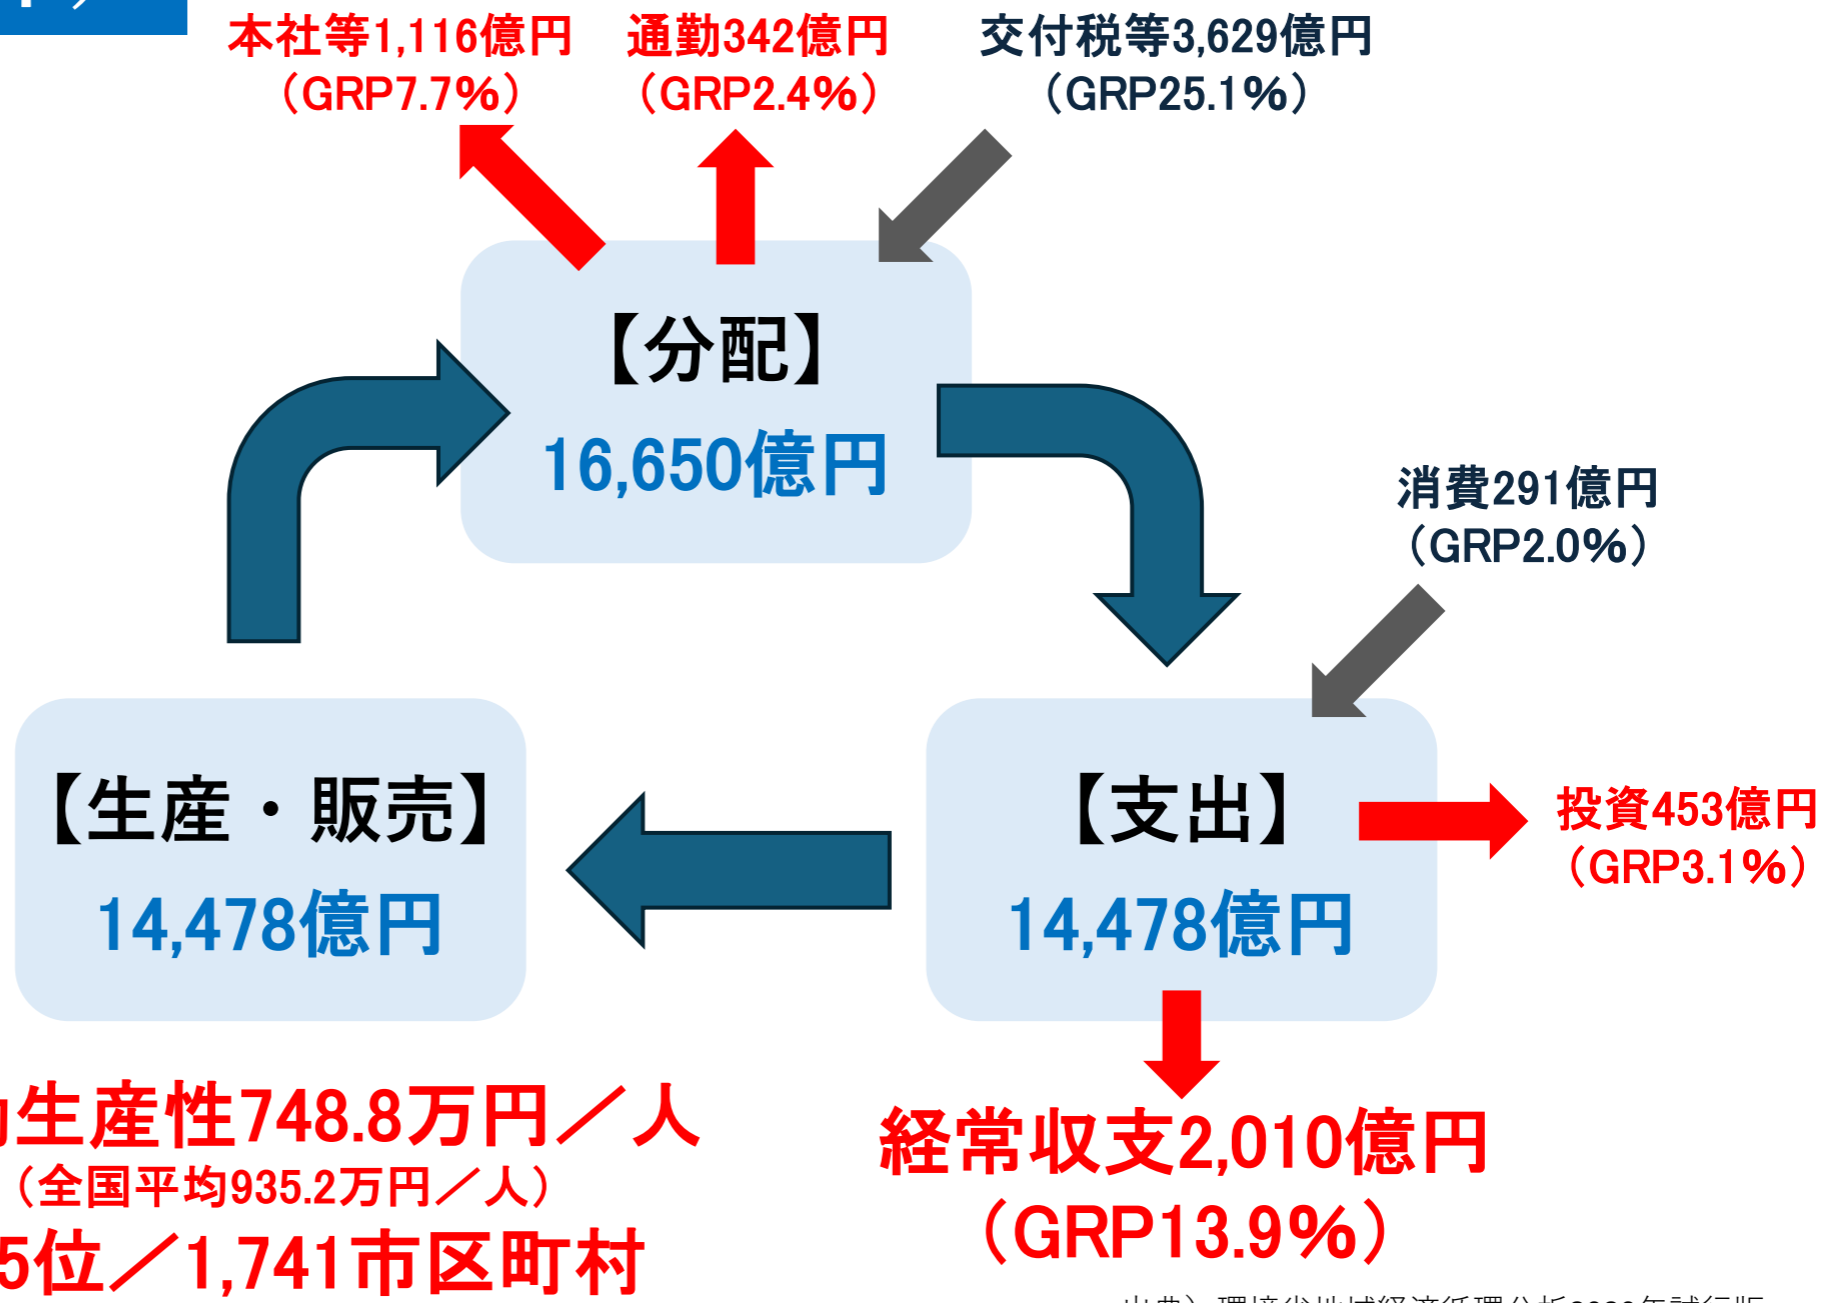 本社等1,116億円
（GRP7.7%）
通勤342億円
（GRP2.4%）
交付税等3,629億円
（GRP25.1%）
【分配】
16,650億円
消費291億円
（GRP2.0%）
【生産・販売】
14,478億円
【支出】
14,478億円
投資453億円
（GRP3.1%）
生産性748.8万円／人
（全国平均935.2万円／人）
5位／1,741市区町村
経常収支2,010億円
（GRP13.9%）